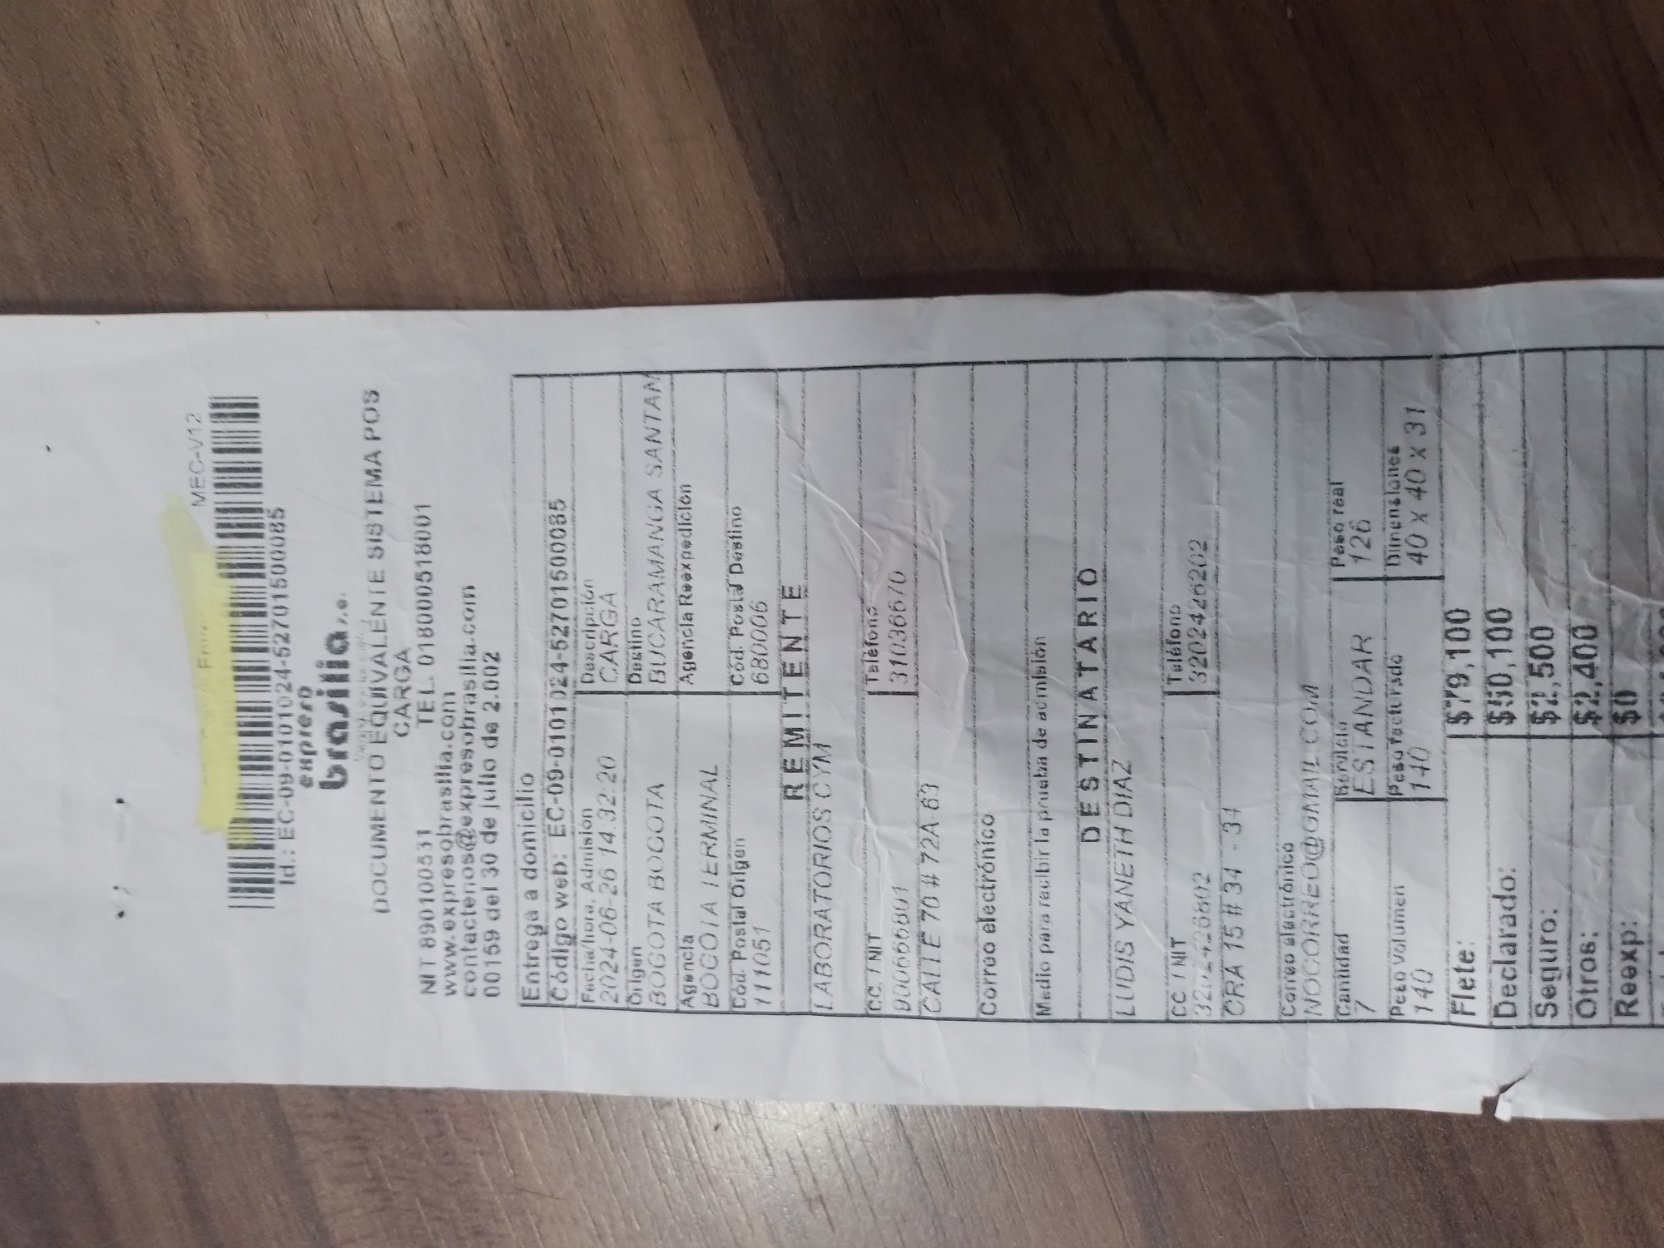 MEC-V12
Id.: EC-09-0101024-52701500085
expreso
brasilia s.a.
DOCUMENTO EQUIVALENTE SISTEMA POS
CARGA
NIT 890100531 TEL. 018000518001
www.expresobrasilia.com
contactenos@expresobrasilia.com
00159 del 30 de julio de 2.002
Entrega a domicilio
Código web: EC-09-0101024-52701500085
Fecha/hora. Admision Descripción
2024-06-26 14:32:20 CARGA
Origen Destino
BOGOTA BOGOTA BUCARAMANGA SANTAN
Agencia Agencia Reexpedición
BOGOTA TERMINAL
Cód. Postal Origen Cód. Postal Destino
111051 680006
REMITENTE
LABORATORIOS CYM
CC. / NIT Teléfono
31036670
CALLE 70 # 72A 63
Correo electrónico
Medio para recibir la prueba de admisión
DESTINATARIO
LUDIS YANETH DIAZ
CC. / NIT Teléfono
3202426202
CRA 15 # 34 - 34
Correo electrónico
NOCORREO@GMAIL.COM
Cantidad Servicio Peso real
7 ESTANDAR 126
Peso volumen Peso facturado Dimensiones
140 140 40 x 40 x 31
Flete: $79,100
Declarado:
Seguro: $2,500
Otros: $2,400
Reexp: $0